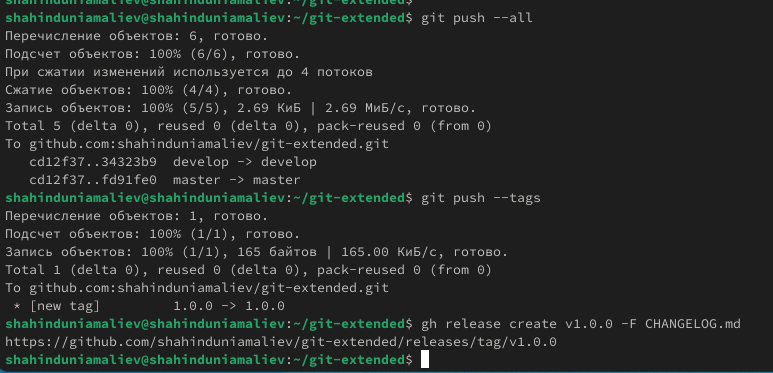 shahinduniamaliev@shahinduniamaliev:~/git-extended$
shahinduniamaliev@shahinduniamaliev:~/git-extended$ git push --all
Перечисление объектов: 6, готово.
Подсчет объектов: 100% (6/6), готово.
При сжатии изменений используется до 4 потоков
Сжатие объектов: 100% (4/4), готово.
Запись объектов: 100% (5/5), 2.69 КиБ | 2.69 МиБ/с, готово.
Total 5 (delta 0), reused 0 (delta 0), pack-reused 0 (from 0)
To github.com:shahinduniamaliev/git-extended.git
   cd12f37..34323b9  develop -> develop
   cd12f37..fd91fe0  master -> master
shahinduniamaliev@shahinduniamaliev:~/git-extended$ git push --tags
Перечисление объектов: 1, готово.
Подсчет объектов: 100% (1/1), готово.
Запись объектов: 100% (1/1), 165 байтов | 165.00 КиБ/с, готово.
Total 1 (delta 0), reused 0 (delta 0), pack-reused 0 (from 0)
To github.com:shahinduniamaliev/git-extended.git
 * [new tag]         1.0.0 -> 1.0.0
shahinduniamaliev@shahinduniamaliev:~/git-extended$ gh release create v1.0.0 -F CHANGELOG.md
https://github.com/shahinduniamaliev/git-extended/releases/tag/v1.0.0
shahinduniamaliev@shahinduniamaliev:~/git-extended$